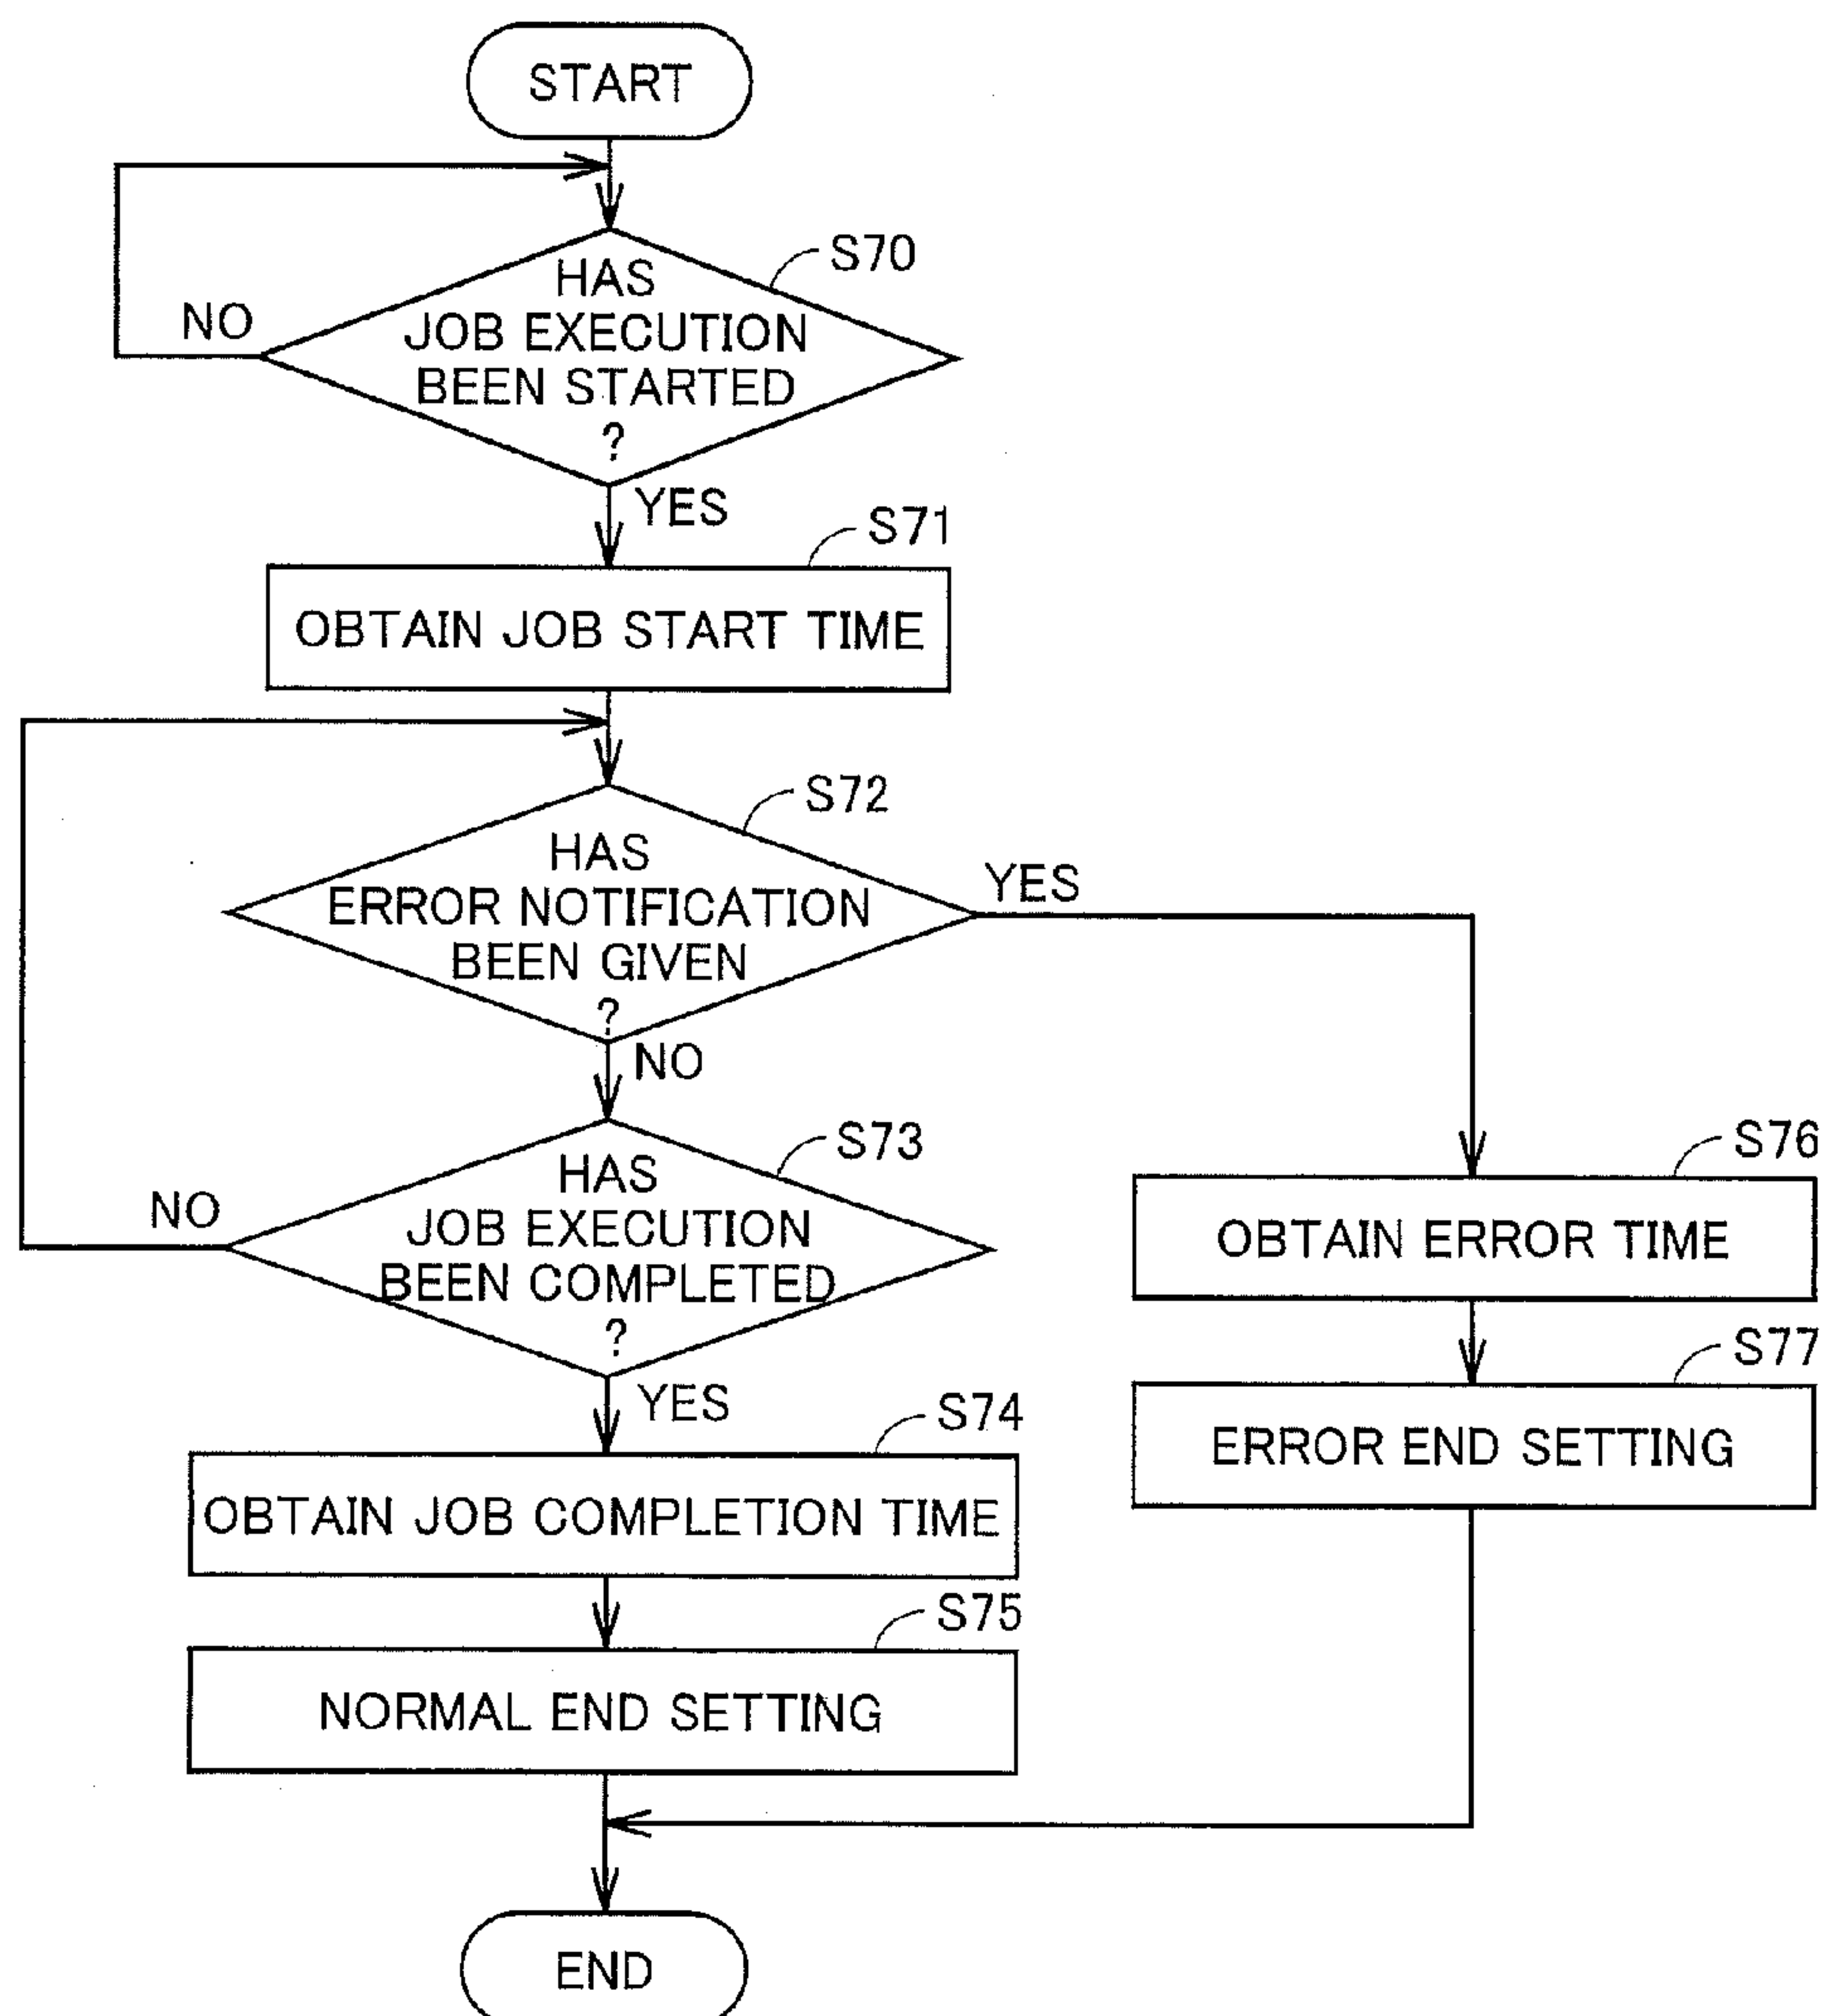 START
S70
HAS
JOB EXECUTION
BEEN STARTED
?
NO
YES
S71
OBTAIN JOB START TIME
S72
HAS
ERROR NOTIFICATION
BEEN GIVEN
?
YES
NO
S73
HAS
JOB EXECUTION
BEEN COMPLETED
?
NO
YES
S76
OBTAIN ERROR TIME
S77
ERROR END SETTING
S74
OBTAIN JOB COMPLETION TIME
S75
NORMAL END SETTING
END